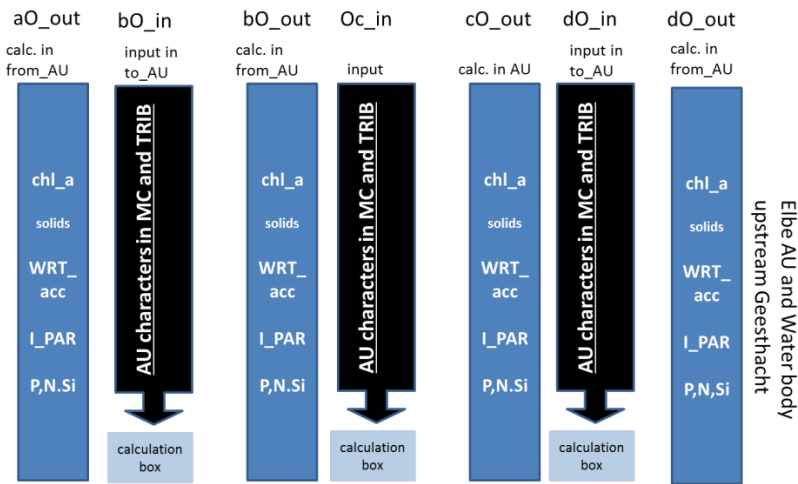 aO_out
bO_in
bO_out
Oc_in
cO_out
dO_in
dO_out
calc. in
from_AU
input in
to_AU
calc. in
from_AU
input
calc. in AU
input in
to_AU
calc. in
from_AU
chl_a
solids
WRT_
acc
I_PAR
P,N.Si
AU characters in MC and TRIB
calculation
box
chl_a
solids
WRT_
acc
I_PAR
P,N.Si
AU characters in MC and TRIB
calculation
box
chl_a
solids
WRT_
acc
I_PAR
P,N.Si
AU characters in MC and TRIB
calculation
box
chl_a
solids
WRT_
acc
I_PAR
P,N,Si
Elbe AU and Water body
upstream Geesthacht